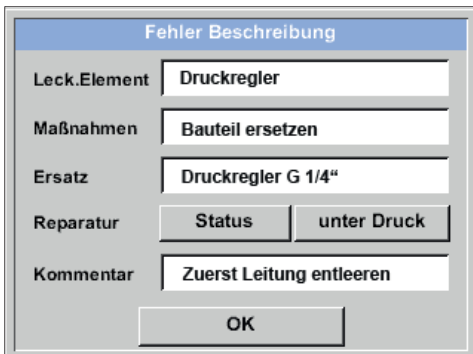 Fehler Beschreibung
Leck.Element Druckregler
Maßnahmen Bauteil ersetzen
Ersatz Druckregler G 1/4“
Reparatur Status unter Druck
Kommentar Zuerst Leitung entleeren
OK